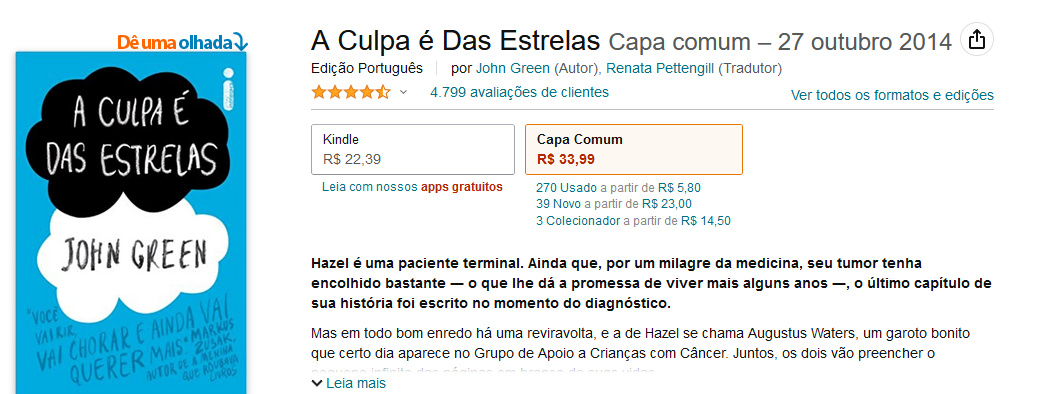 Dê uma olhada
A CULPA É
DAS ESTRELAS
JOHN GREEN
"VOCÊ
VAI RIR,
VAI CHORAR E AINDA VAI
QUERER MAIS"
MARKUS
ZUSAK,
AUTOR DE A MENINA
QUE ROUBAVA
LIVROS
A Culpa é Das Estrelas Capa comum – 27 outubro 2014
Edição Português por John Green (Autor), Renata Pettengill (Tradutor)
4.799 avaliações de clientes
Ver todos os formatos e edições
Kindle
R$ 22,39
Leia com nossos apps gratuitos
Capa Comum
R$ 33,99
270 Usado a partir de R$ 5,80
39 Novo a partir de R$ 23,00
3 Colecionador a partir de R$ 14,50
Hazel é uma paciente terminal. Ainda que, por um milagre da medicina, seu tumor tenha
encolhido bastante — o que lhe dá a promessa de viver mais alguns anos —, o último capítulo de
sua história foi escrito no momento do diagnóstico.
Mas em todo bom enredo há uma reviravolta, e a de Hazel se chama Augustus Waters, um garoto bonito
que certo dia aparece no Grupo de Apoio a Crianças com Câncer. Juntos, os dois vão preencher o
Leia mais